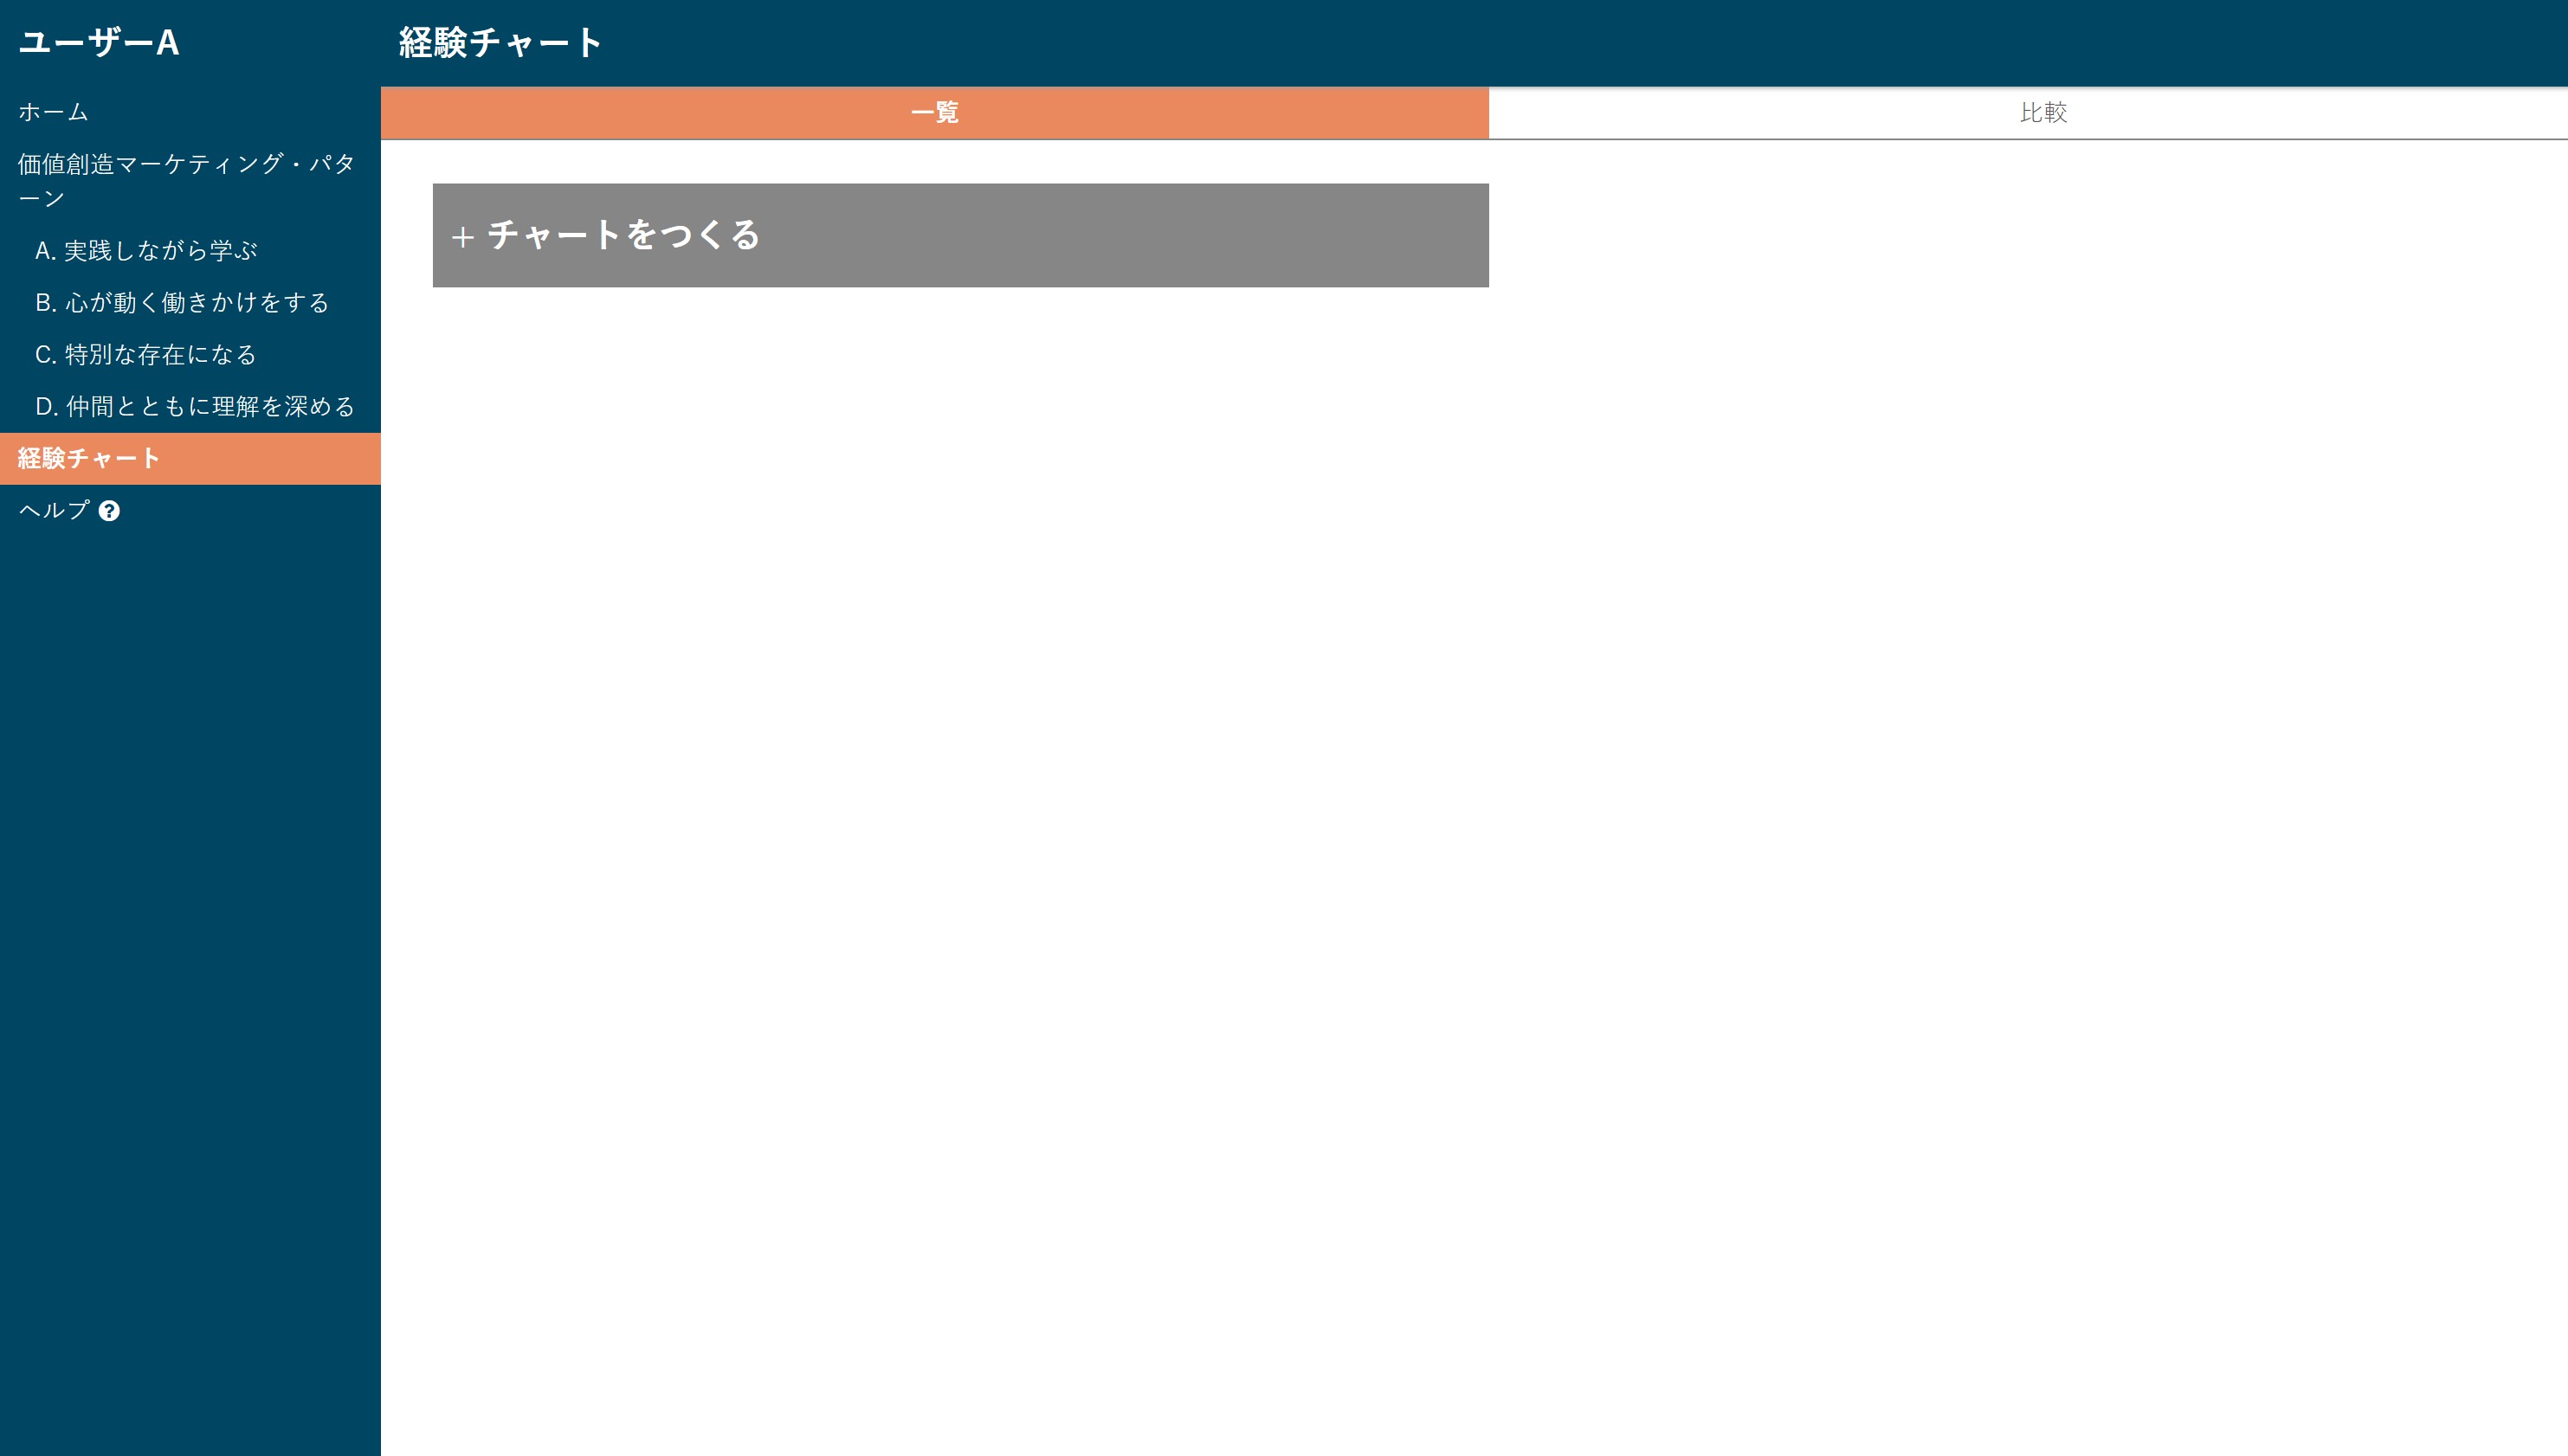 ユーザーA
ホーム
価値創造マーケティング・パタ
ーン
A. 実践しながら学ぶ
B. 心が動く働きかけをする
C. 特別な存在になる
D. 仲間とともに理解を深める
経験チャート
ヘルプ ?
経験チャート
一覧
比較
+ チャートをつくる